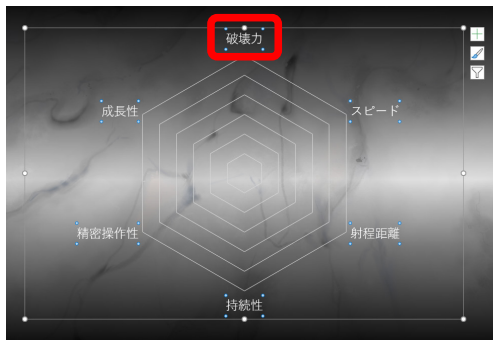 破壊力
成長性
スピード
精密操作性
射程距離
持続性